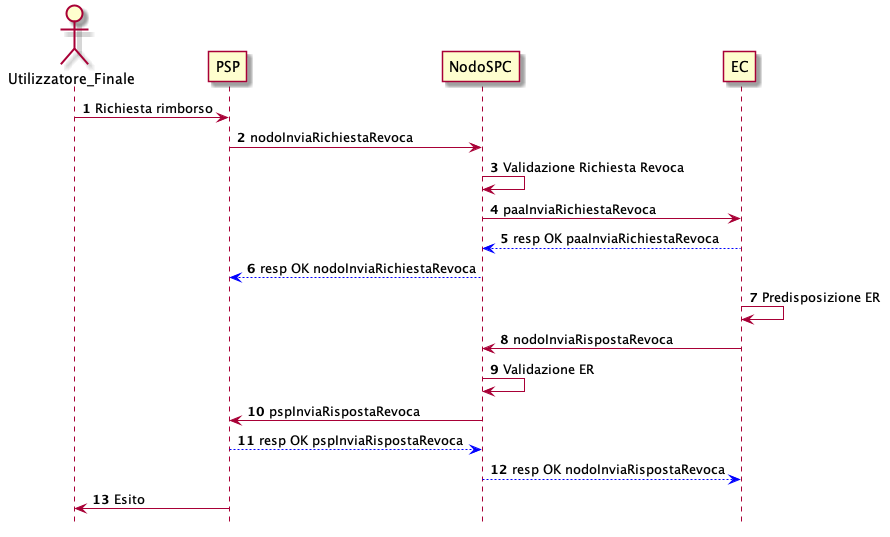 Utilizzatore_Finale
PSP
NodoSPC
EC
1 Richiesta rimborso
2 nodoInviaRichiestaRevoca
3 Validazione Richiesta Revoca
4 paaInviaRichiestaRevoca
5 resp OK paaInviaRichiestaRevoca
6 resp OK nodoInviaRichiestaRevoca
7 Predisposizione ER
8 nodoInviaRispostaRevoca
9 Validazione ER
10 pspInviaRispostaRevoca
11 resp OK pspInviaRispostaRevoca
12 resp OK nodoInviaRispostaRevoca
13 Esito